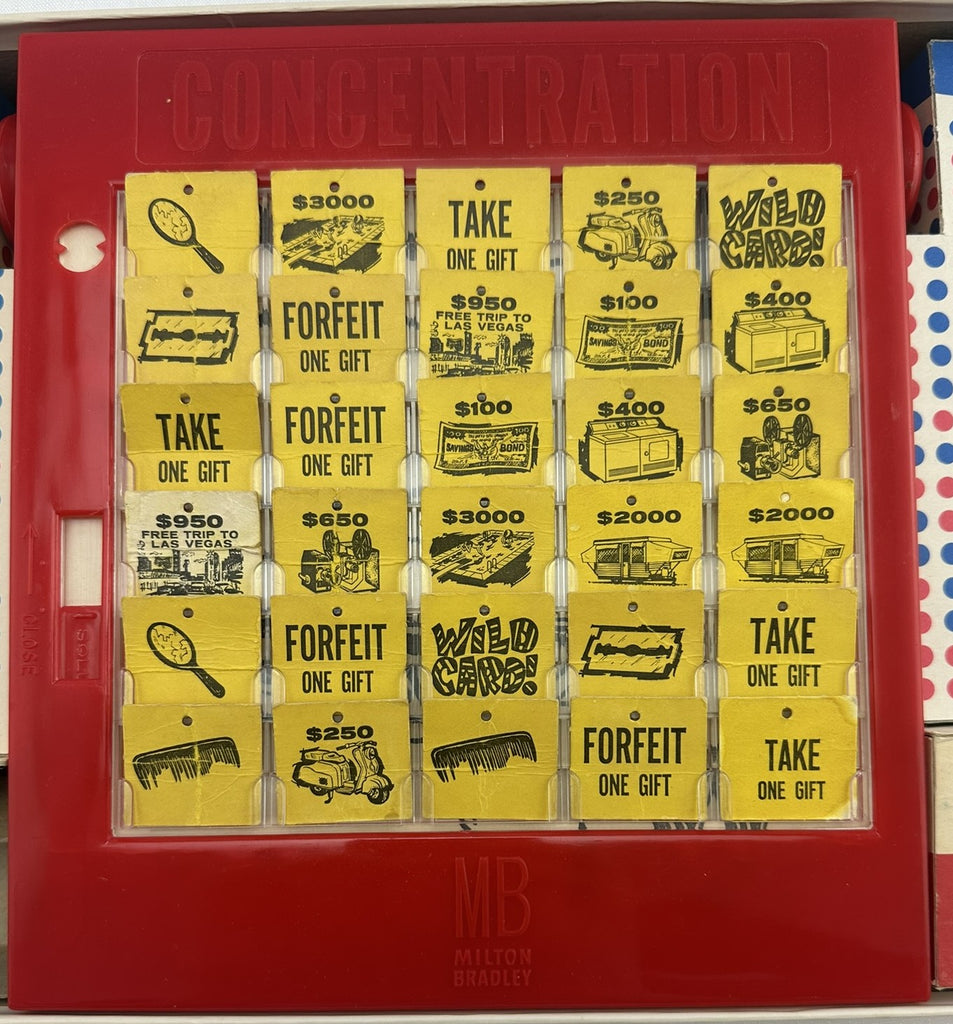 CONCENTRATION
$3000
TAKE
ONE GIFT
$250
WILD
CARD!
FORFEIT
ONE GIFT
$950
FREE TRIP TO
LAS VEGAS
$100
100
SAVINGS BOND
$400
TAKE
ONE GIFT
FORFEIT
ONE GIFT
$100
SAVINGS BOND
$400
$650
$950
FREE TRIP TO
LAS VEGAS
$650
$3000
$2000
$2000
FORFEIT
ONE GIFT
WILD
CARD!
TAKE
ONE GIFT
$250
FORFEIT
ONE GIFT
TAKE
ONE GIFT
CLOSE
MB
MILTON
BRADLEY